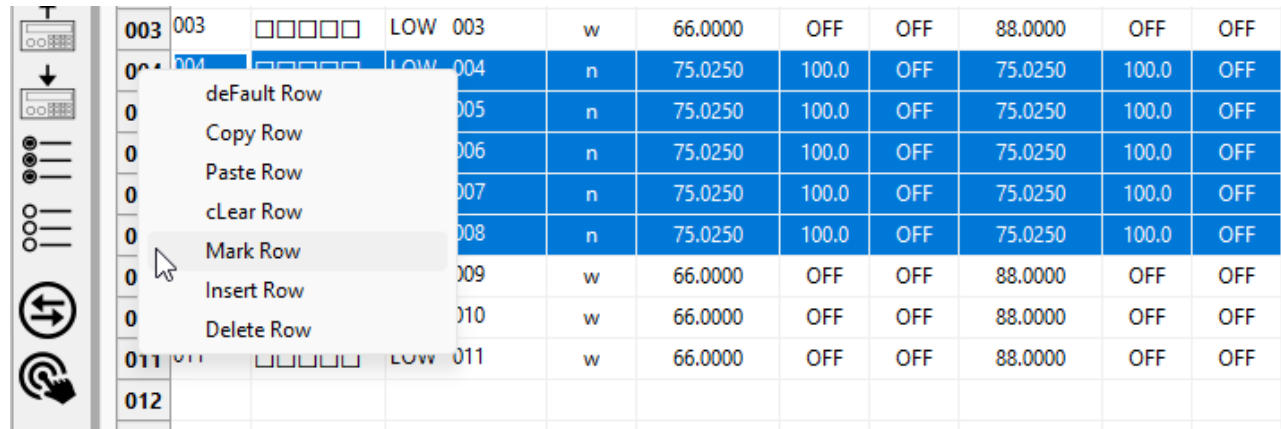 003 003 □□□□□ LOW 003 w 66.0000 OFF OFF 88.0000 OFF OFF
004 □□□□□ LOW 004 n 75.0250 100.0 OFF 75.0250 100.0 OFF
deFault Row
005 n 75.0250 100.0 OFF 75.0250 100.0 OFF
Copy Row
006 n 75.0250 100.0 OFF 75.0250 100.0 OFF
Paste Row
007 n 75.0250 100.0 OFF 75.0250 100.0 OFF
cLear Row
008 n 75.0250 100.0 OFF 75.0250 100.0 OFF
Mark Row
009 w 66.0000 OFF OFF 88.0000 OFF OFF
Insert Row
010 w 66.0000 OFF OFF 88.0000 OFF OFF
Delete Row
011 011 □□□□□ LOW 011 w 66.0000 OFF OFF 88.0000 OFF OFF
012